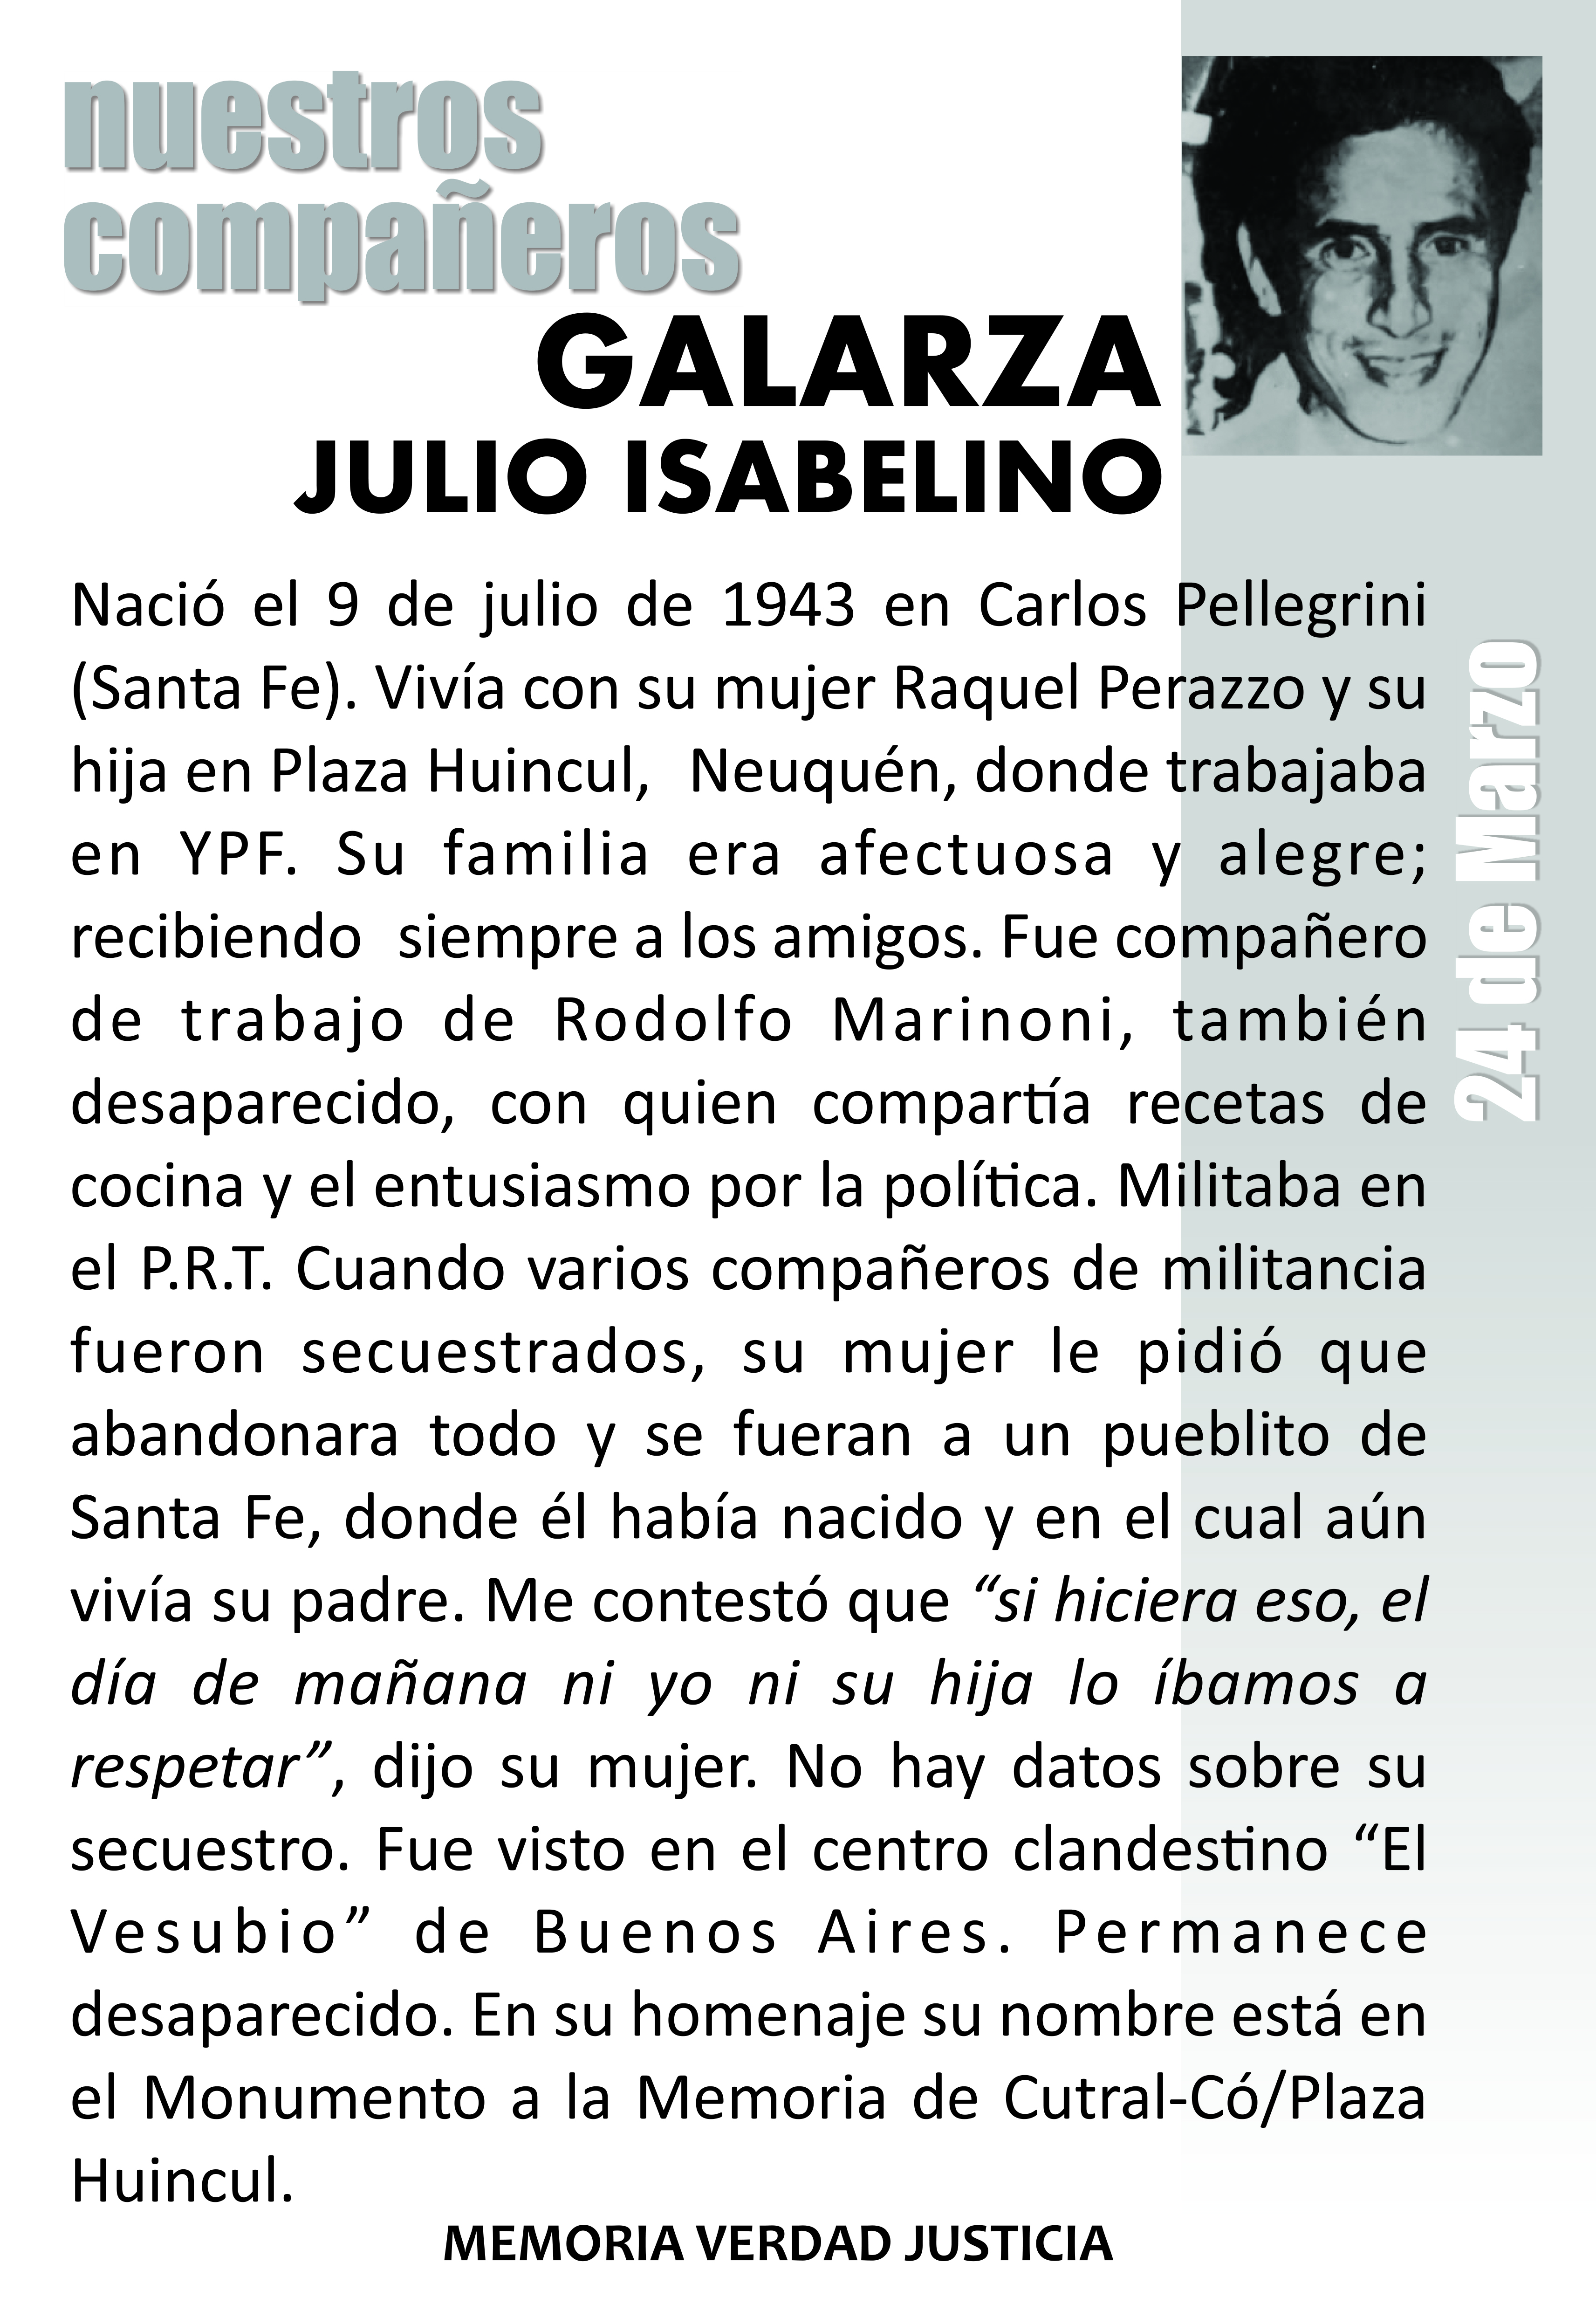 nuestros
compañeros
GALARZA
JULIO ISABELINO
Nació el 9 de julio de 1943 en Carlos Pellegrini
(Santa Fe). Vivía con su mujer Raquel Perazzo y su
hija en Plaza Huincul, Neuquén, donde trabajaba
en YPF. Su familia era afectuosa y alegre;
recibiendo siempre a los amigos. Fue compañero
de trabajo de Rodolfo Marinoni, también
desaparecido, con quien compartía recetas de
cocina y el entusiasmo por la política. Militaba en
el P.R.T. Cuando varios compañeros de militancia
fueron secuestrados, su mujer le pidió que
abandonara todo y se fueran a un pueblito de
Santa Fe, donde él había nacido y en el cual aún
vivía su padre. Me contestó que “si hiciera eso, el
día de mañana ni yo ni su hija lo íbamos a
respetar”, dijo su mujer. No hay datos sobre su
secuestro. Fue visto en el centro clandestino “El
Vesubio” de Buenos Aires. Permanece
desaparecido. En su homenaje su nombre está en
el Monumento a la Memoria de Cutral-Có/Plaza
Huincul.
MEMORIA VERDAD JUSTICIA
24 de Marzo